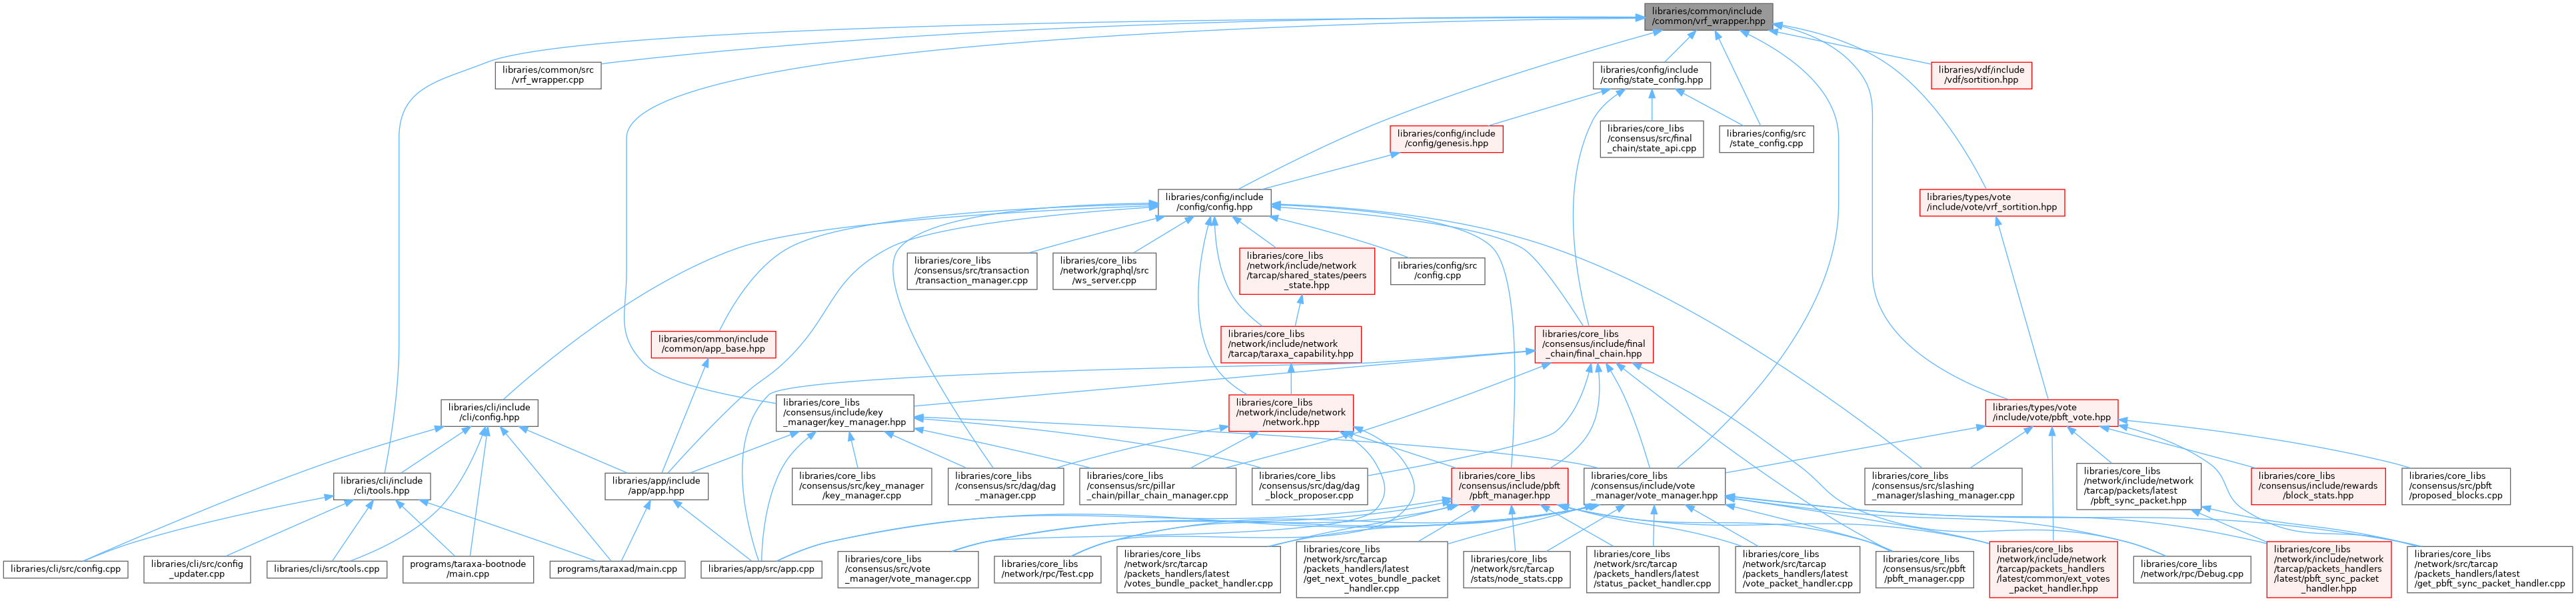 libraries/common/include
/common/vrf_wrapper.hpp
libraries/common/src
/vrf_wrapper.cpp
libraries/config/include
/config/state_config.hpp
libraries/vdf/include
/vdf/sortition.hpp
libraries/config/include
/config/genesis.hpp
libraries/core_libs
/consensus/src/final
_chain/state_api.cpp
libraries/config/src
/state_config.cpp
libraries/config/include
/config/config.hpp
libraries/types/vote
/include/vote/vrf_sortition.hpp
libraries/core_libs
/consensus/src/transaction
/transaction_manager.cpp
libraries/core_libs
/network/graphql/src
/ws_server.cpp
libraries/core_libs
/network/include/network
/tarcap/shared_states/peers
_state.hpp
libraries/config/src
/config.cpp
libraries/common/include
/common/app_base.hpp
libraries/core_libs
/network/include/network
/tarcap/taraxa_capability.hpp
libraries/core_libs
/consensus/include/final
_chain/final_chain.hpp
libraries/cli/include
/cli/config.hpp
libraries/core_libs
/consensus/include/key
_manager/key_manager.hpp
libraries/core_libs
/network/include/network
/network.hpp
libraries/types/vote
/include/vote/pbft_vote.hpp
libraries/cli/include
/cli/tools.hpp
libraries/app/include
/app/app.hpp
libraries/core_libs
/consensus/src/key_manager
/key_manager.cpp
libraries/core_libs
/consensus/src/dag/dag
_manager.cpp
libraries/core_libs
/consensus/src/pillar
_chain/pillar_chain_manager.cpp
libraries/core_libs
/consensus/src/dag/dag
_block_proposer.cpp
libraries/core_libs
/consensus/include/pbft
/pbft_manager.hpp
libraries/core_libs
/consensus/include/vote
_manager/vote_manager.hpp
libraries/core_libs
/consensus/src/slashing
_manager/slashing_manager.cpp
libraries/core_libs
/network/include/network
/tarcap/packets/latest
/pbft_sync_packet.hpp
libraries/core_libs
/consensus/include/rewards
/block_stats.hpp
libraries/core_libs
/consensus/src/pbft
/proposed_blocks.cpp
libraries/cli/src/config.cpp
libraries/cli/src/config
_updater.cpp
libraries/cli/src/tools.cpp
programs/taraxa-bootnode
/main.cpp
programs/taraxad/main.cpp
libraries/app/src/app.cpp
libraries/core_libs
/consensus/src/vote
_manager/vote_manager.cpp
libraries/core_libs
/network/rpc/Test.cpp
libraries/core_libs
/network/src/tarcap
/packets_handlers/latest
/votes_bundle_packet_handler.cpp
libraries/core_libs
/network/src/tarcap
/packets_handlers/latest
/get_next_votes_bundle_packet
_handler.cpp
libraries/core_libs
/network/src/tarcap
/stats/node_stats.cpp
libraries/core_libs
/network/src/tarcap
/packets_handlers/latest
/status_packet_handler.cpp
libraries/core_libs
/network/src/tarcap
/packets_handlers/latest
/vote_packet_handler.cpp
libraries/core_libs
/consensus/src/pbft
/pbft_manager.cpp
libraries/core_libs
/network/include/network
/tarcap/packets_handlers
/latest/common/ext_votes
_packet_handler.hpp
libraries/core_libs
/network/rpc/Debug.cpp
libraries/core_libs
/network/include/network
/tarcap/packets_handlers
/latest/pbft_sync_packet
_handler.hpp
libraries/core_libs
/network/src/tarcap
/packets_handlers/latest
/get_pbft_sync_packet_handler.cpp